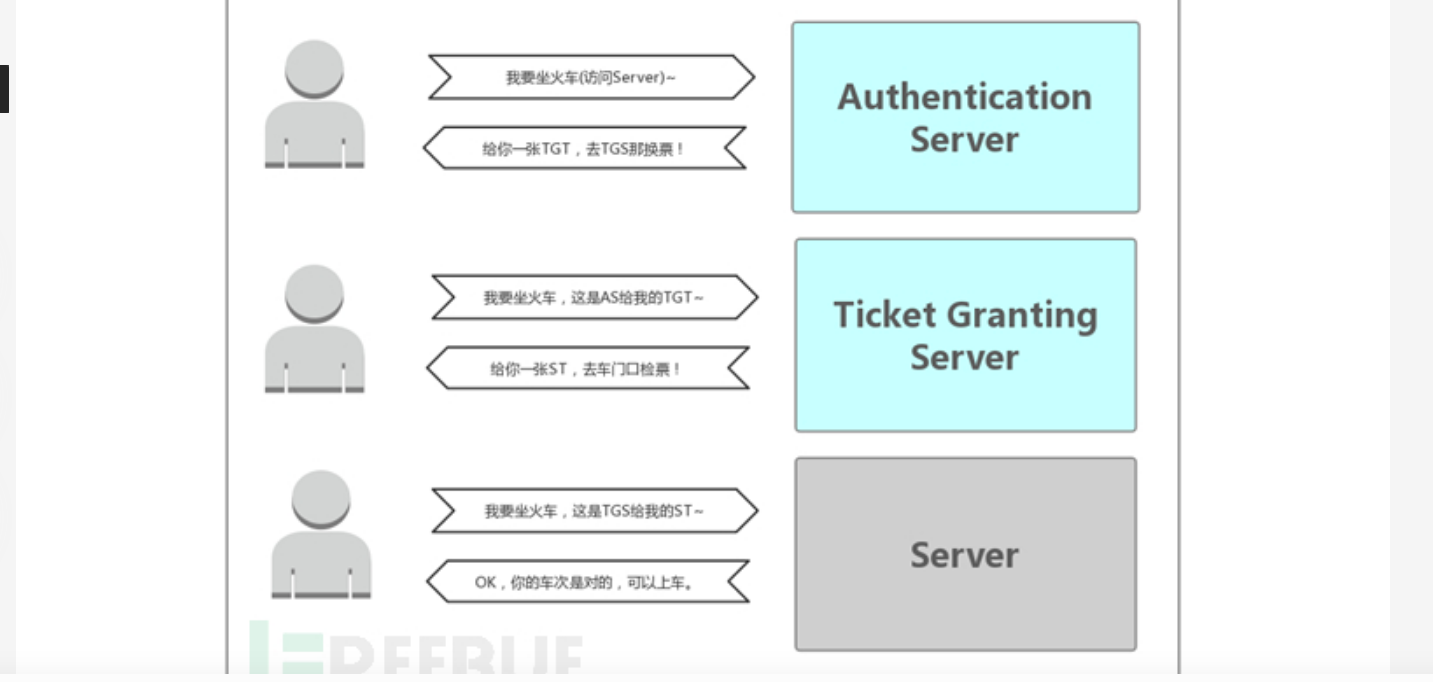 我要坐火车(访问Server)~
Authentication
Server
给你一张TGT，去TGS那换票！
我要坐火车，这是AS给我的TGT~
Ticket Granting
Server
给你一张ST，去车门口检票！
我要坐火车，这是TGS给我的ST~
Server
OK，你的车次是对的，可以上车。
REEBUF